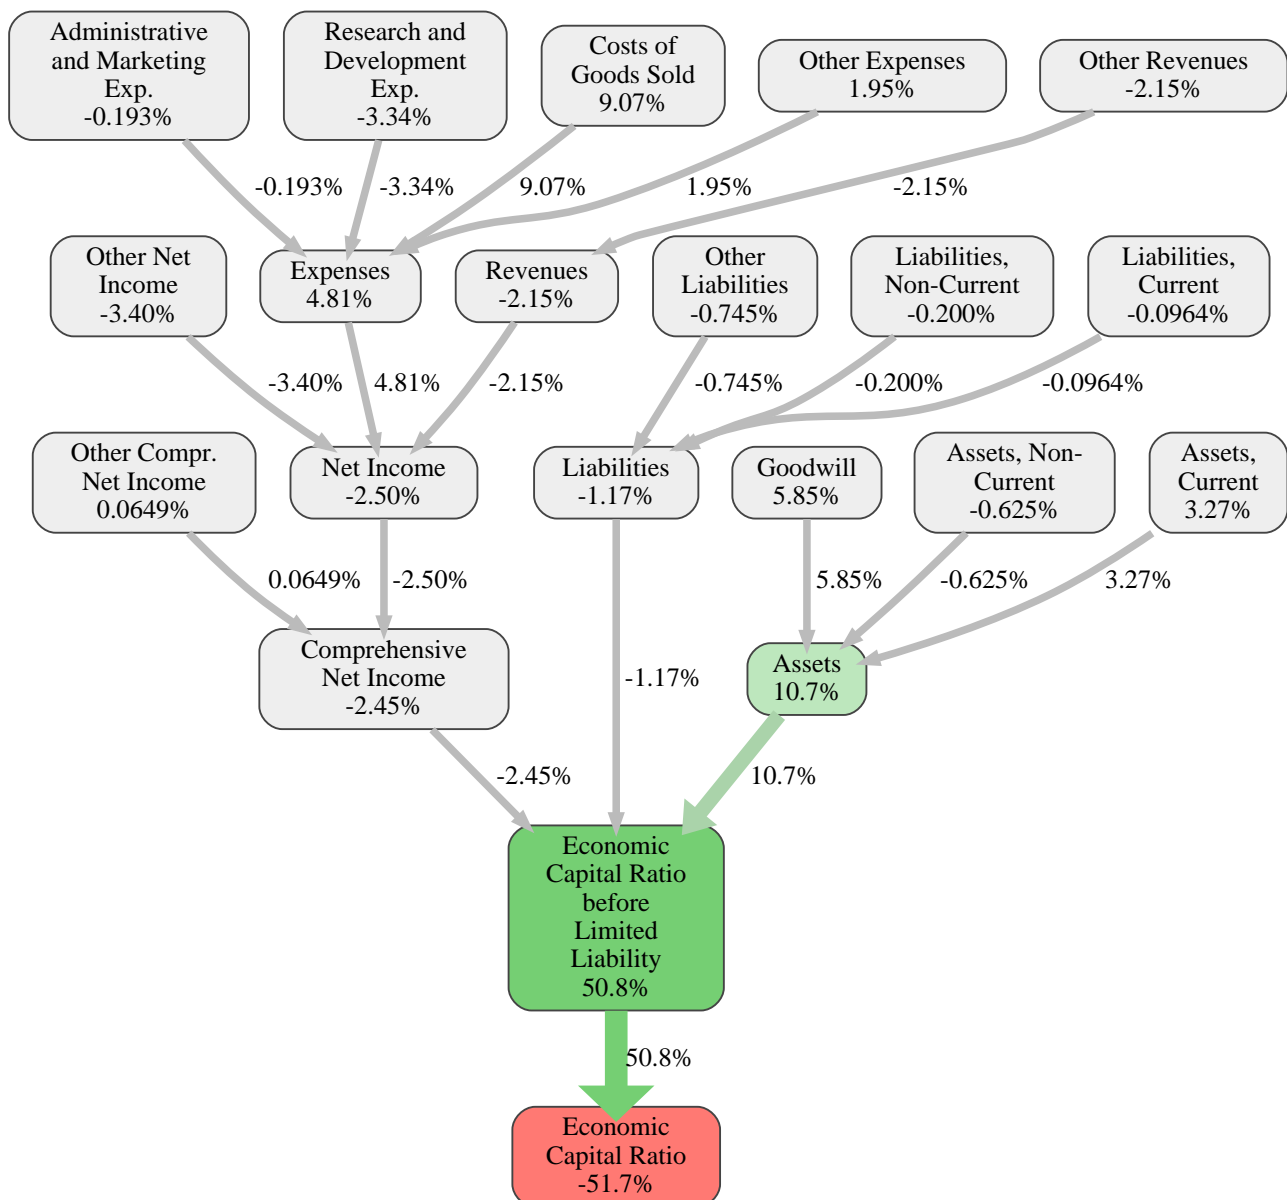 Administrative
and Marketing
Exp.
-0.193%
Research and
Development
Exp.
-3.34%
Costs of
Goods Sold
9.07%
Other Expenses
1.95%
Other Revenues
-2.15%
-0.193%
-3.34%
9.07%
1.95%
-2.15%
Other Net
Income
-3.40%
Expenses
4.81%
Revenues
-2.15%
Other
Liabilities
-0.745%
Liabilities,
Non-Current
-0.200%
Liabilities,
Current
-0.0964%
-3.40%
4.81%
-2.15%
-0.745%
-0.200%
-0.0964%
Other Compr.
Net Income
0.0649%
Net Income
-2.50%
Liabilities
-1.17%
Goodwill
5.85%
Assets, Non-
Current
-0.625%
Assets,
Current
3.27%
0.0649%
-2.50%
5.85%
-0.625%
3.27%
Comprehensive
Net Income
-2.45%
-1.17%
Assets
10.7%
-2.45%
10.7%
Economic
Capital Ratio
before
Limited
Liability
50.8%
50.8%
Economic
Capital Ratio
-51.7%